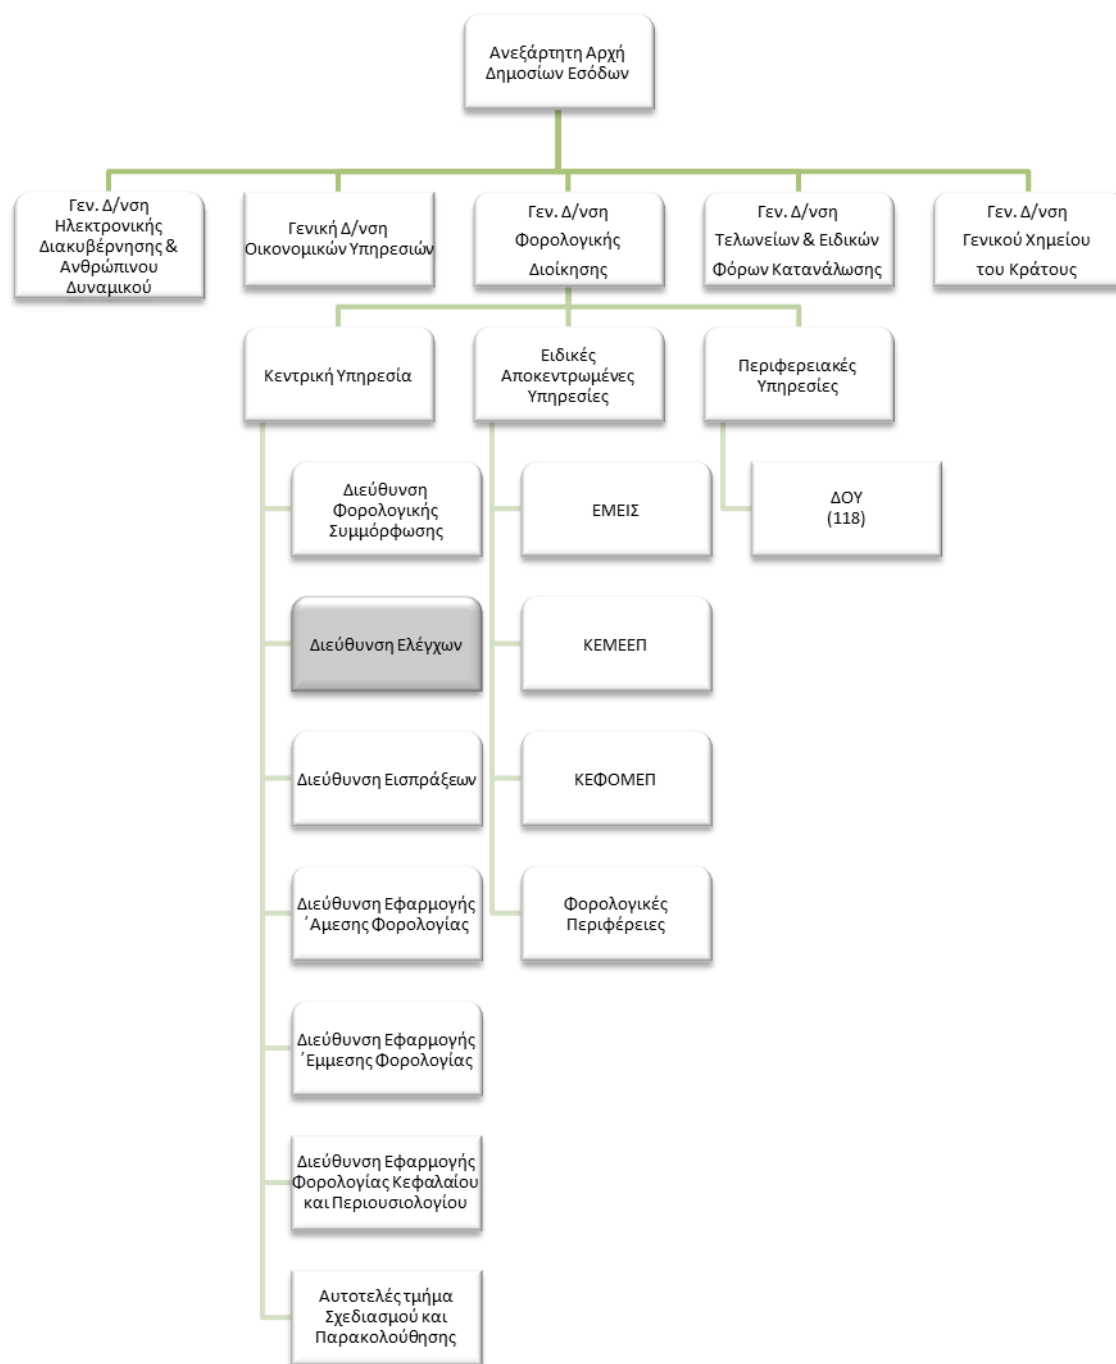 Ανεξάρτητη Αρχή
Δημοσίων Εσόδων
Γεν. Δ/νση
Ηλεκτρονικής
Διακυβέρνησης &
Ανθρώπινου
Δυναμικού
Γενική Δ/νση
Οικονομικών Υπηρεσιών
Γεν. Δ/νση
Φορολογικής
Διοίκησης
Γεν. Δ/νση
Τελωνείων & Ειδικών
Φόρων Κατανάλωσης
Γεν. Δ/νση
Γενικού Χημείου
του Κράτους
Κεντρική Υπηρεσία
Ειδικές
Αποκεντρωμένες
Υπηρεσίες
Περιφερειακές
Υπηρεσίες
Διεύθυνση
Φορολογικής
Συμμόρφωσης
ΕΜΕΙΣ
ΔΟΥ
(118)
Διεύθυνση Ελέγχων
ΚΕΜΕΕΠ
Διεύθυνση Εισπράξεων
ΚΕΦΟΜΕΠ
Διεύθυνση Εφαρμογής
΄Αμεσης Φορολογίας
Φορολογικές
Περιφέρειες
Διεύθυνση Εφαρμογής
΄Εμμεσης Φορολογίας
Διεύθυνση Εφαρμογής
Φορολογίας Κεφαλαίου
και Περιουσιολογίου
Αυτοτελές τμήμα
Σχεδιασμού και
Παρακολούθησης